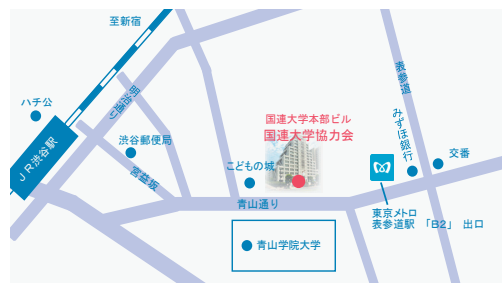 至新宿
ハチ公
JR渋谷駅
明治通り
渋谷郵便局
宮益坂
国連大学本部ビル
国連大学協力会
こどもの城
青山通り
青山学院大学
表参道
みずほ銀行
交番
東京メトロ
表参道駅 「B2」 出口